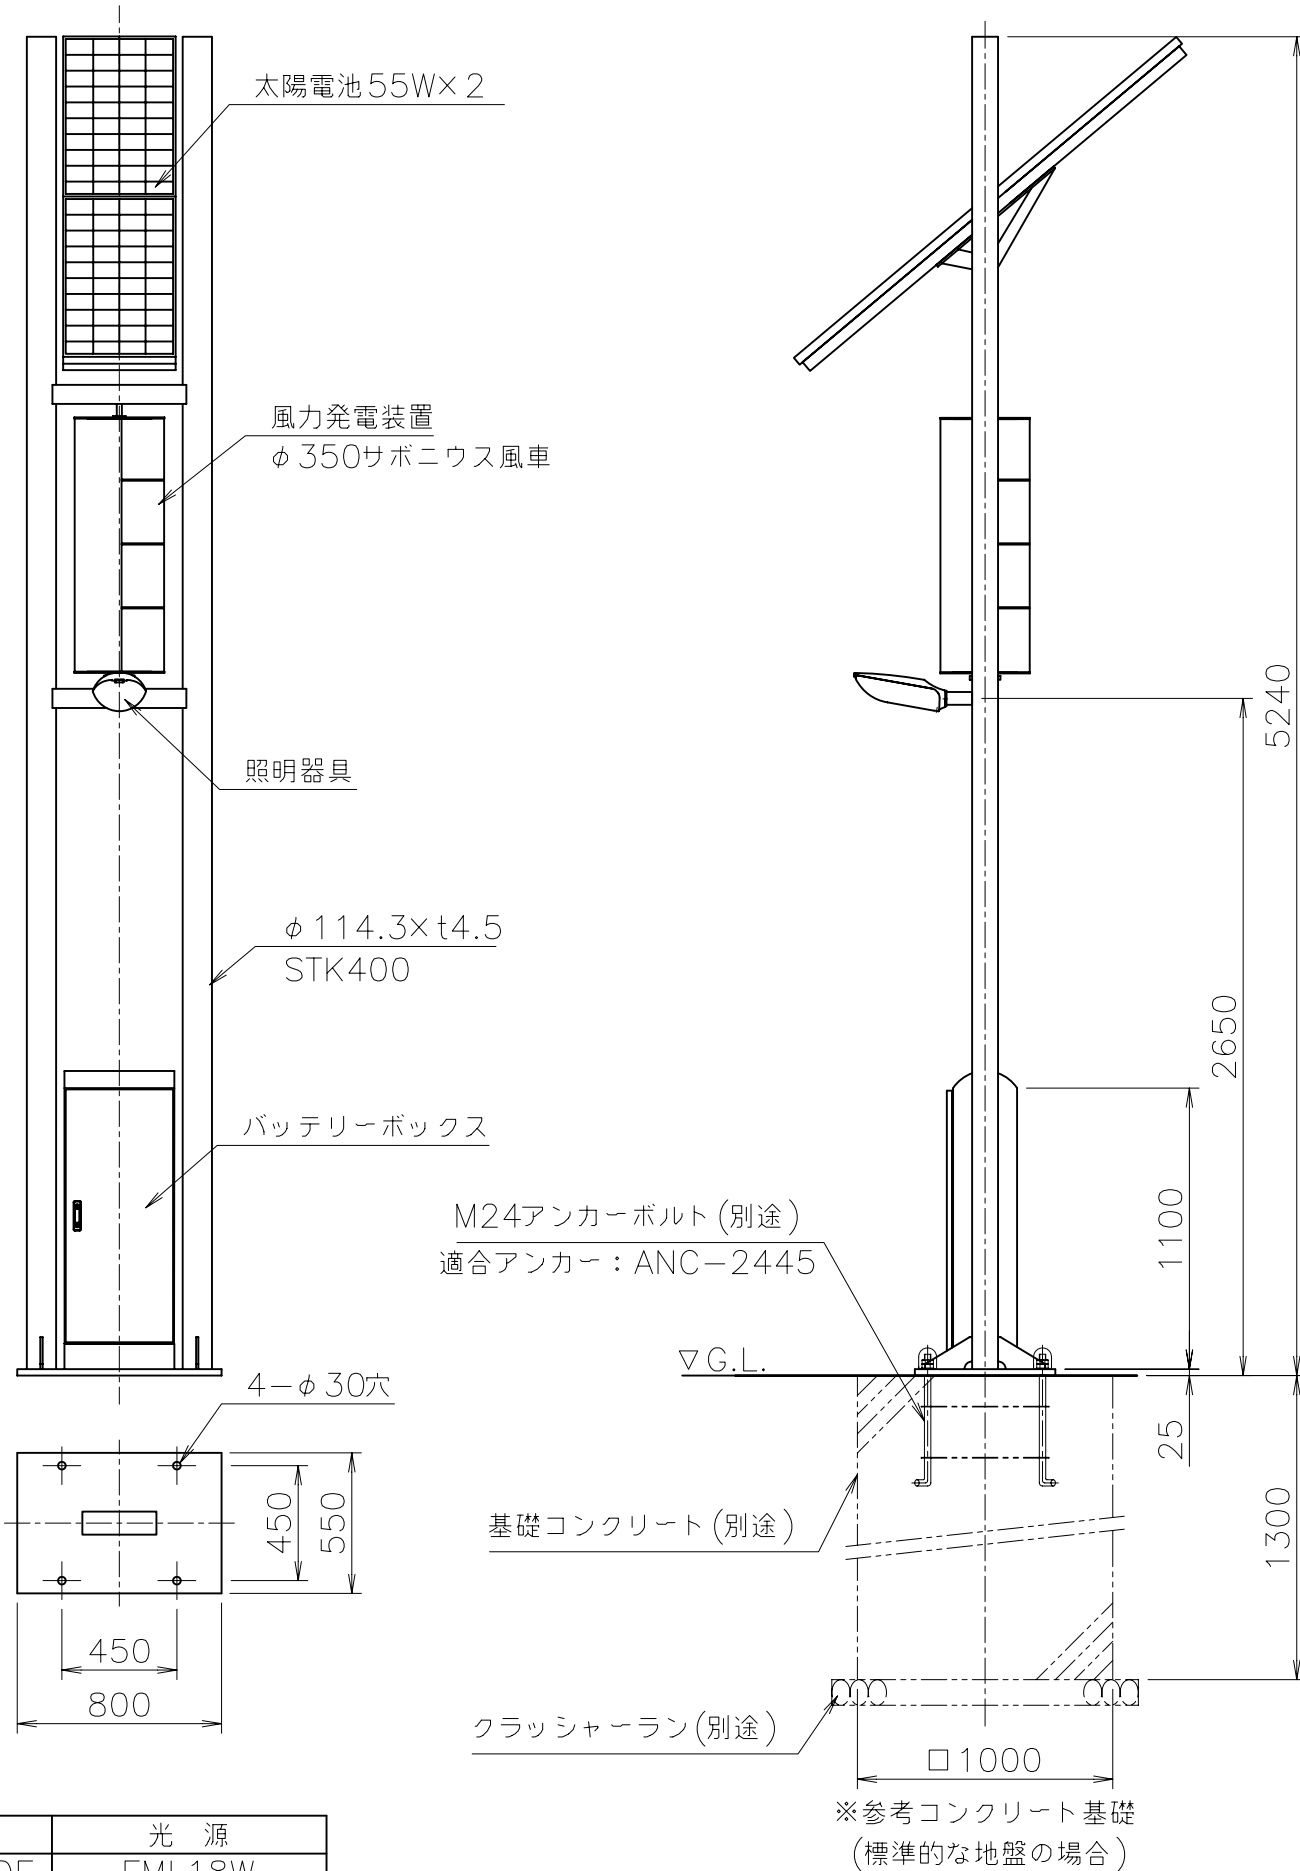 太陽電池55W×2
風力発電装置
φ350サボニウス風車
照明器具
φ114.3×t4.5
STK400
バッテリーボックス
M24アンカーボルト(別途)
適合アンカー：ANC−2445
▽G.L.
4−φ30穴
基礎コンクリート(別途)
クラッシャーラン(別途)
5240
2650
1100
25
1300
450
550
450
800
□1000
※参考コンクリート基礎
(標準的な地盤の場合)
光 源
FML18W